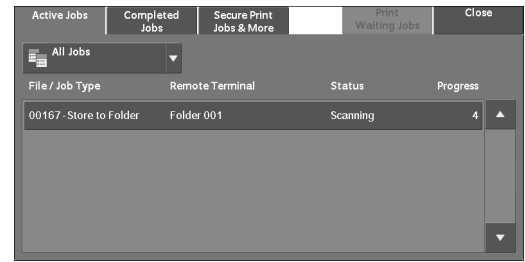 Active Jobs
Completed
Jobs
Secure Print
Jobs & More
Print
Waiting Jobs
Close
All Jobs
File / Job Type Remote Terminal Status Progress
00167 - Store to Folder Folder 001 Scanning 4